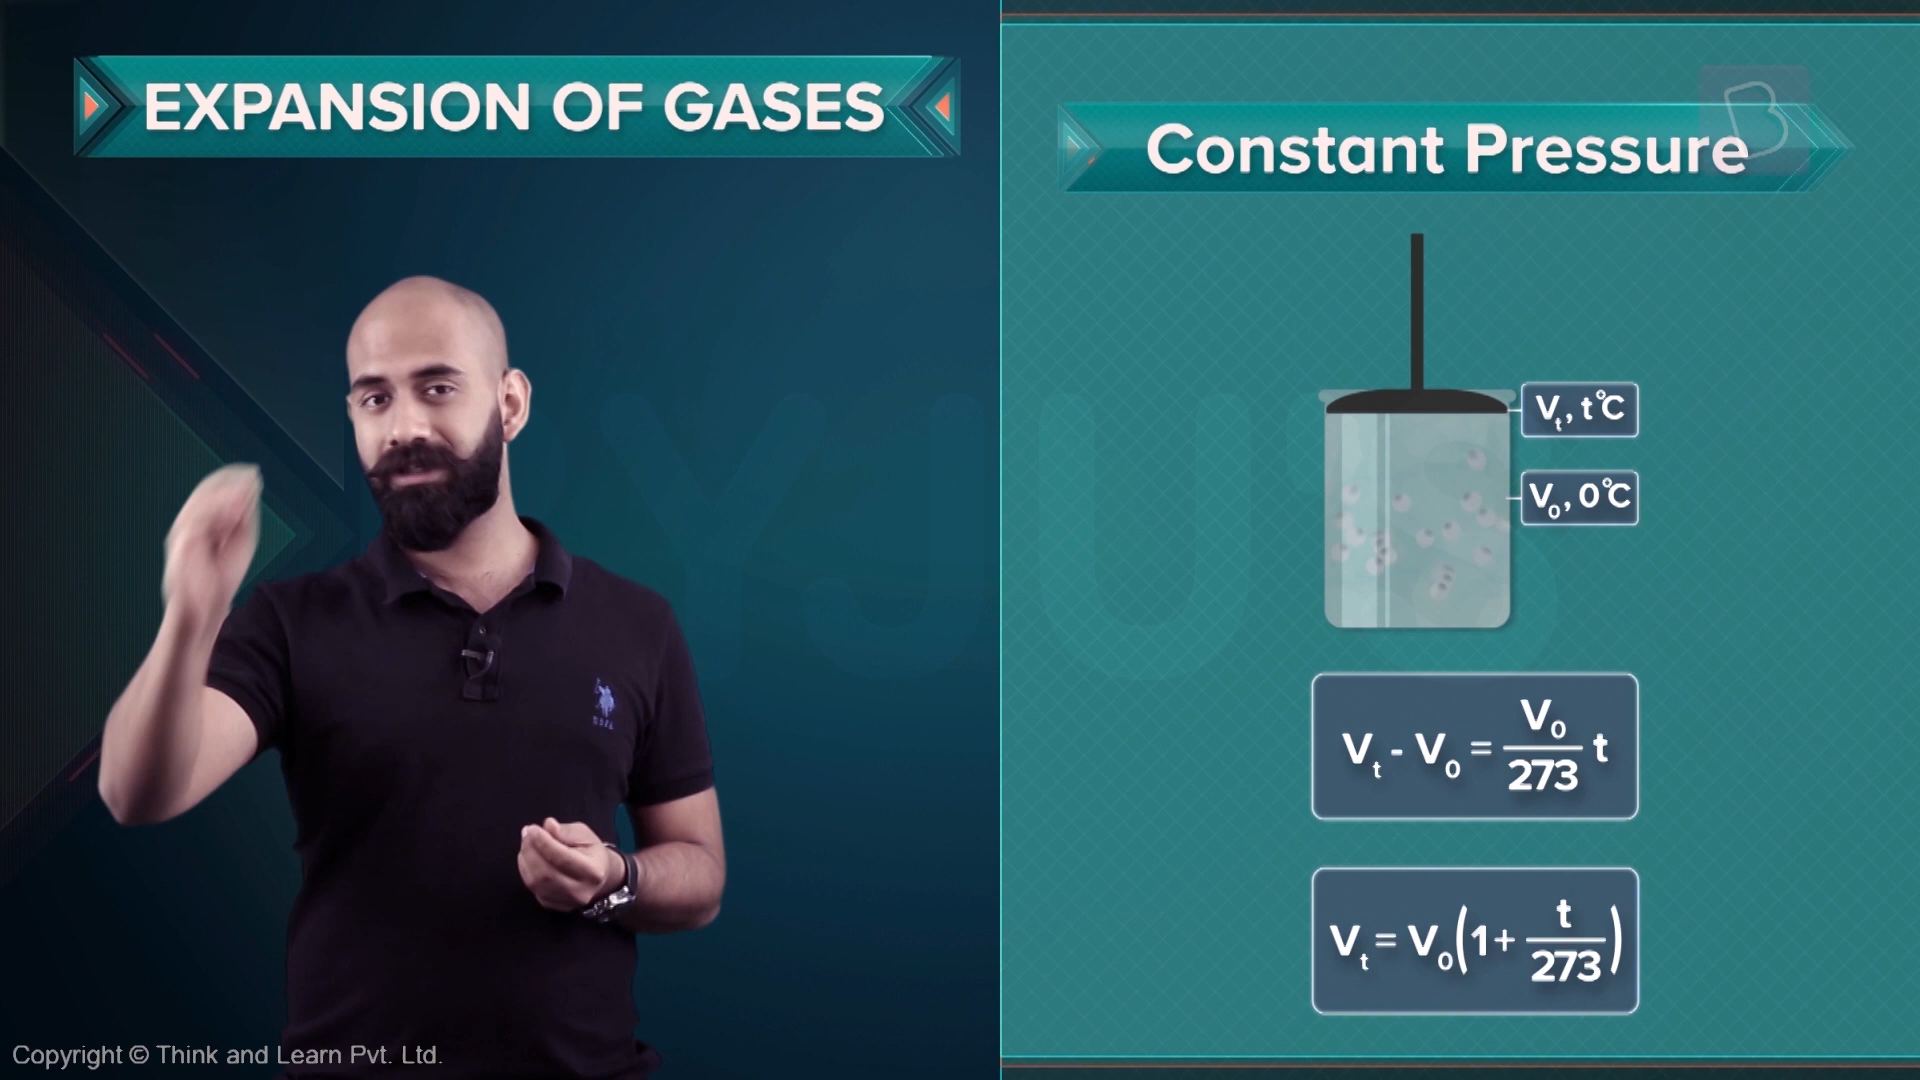 EXPANSION OF GASES
Constant Pressure
Vt, t°C
V0, 0°C
Vt - V0 = V0/273 t
Vt = V0(1+ t/273)
BYJU'S
Copyright © Think and Learn Pvt. Ltd.